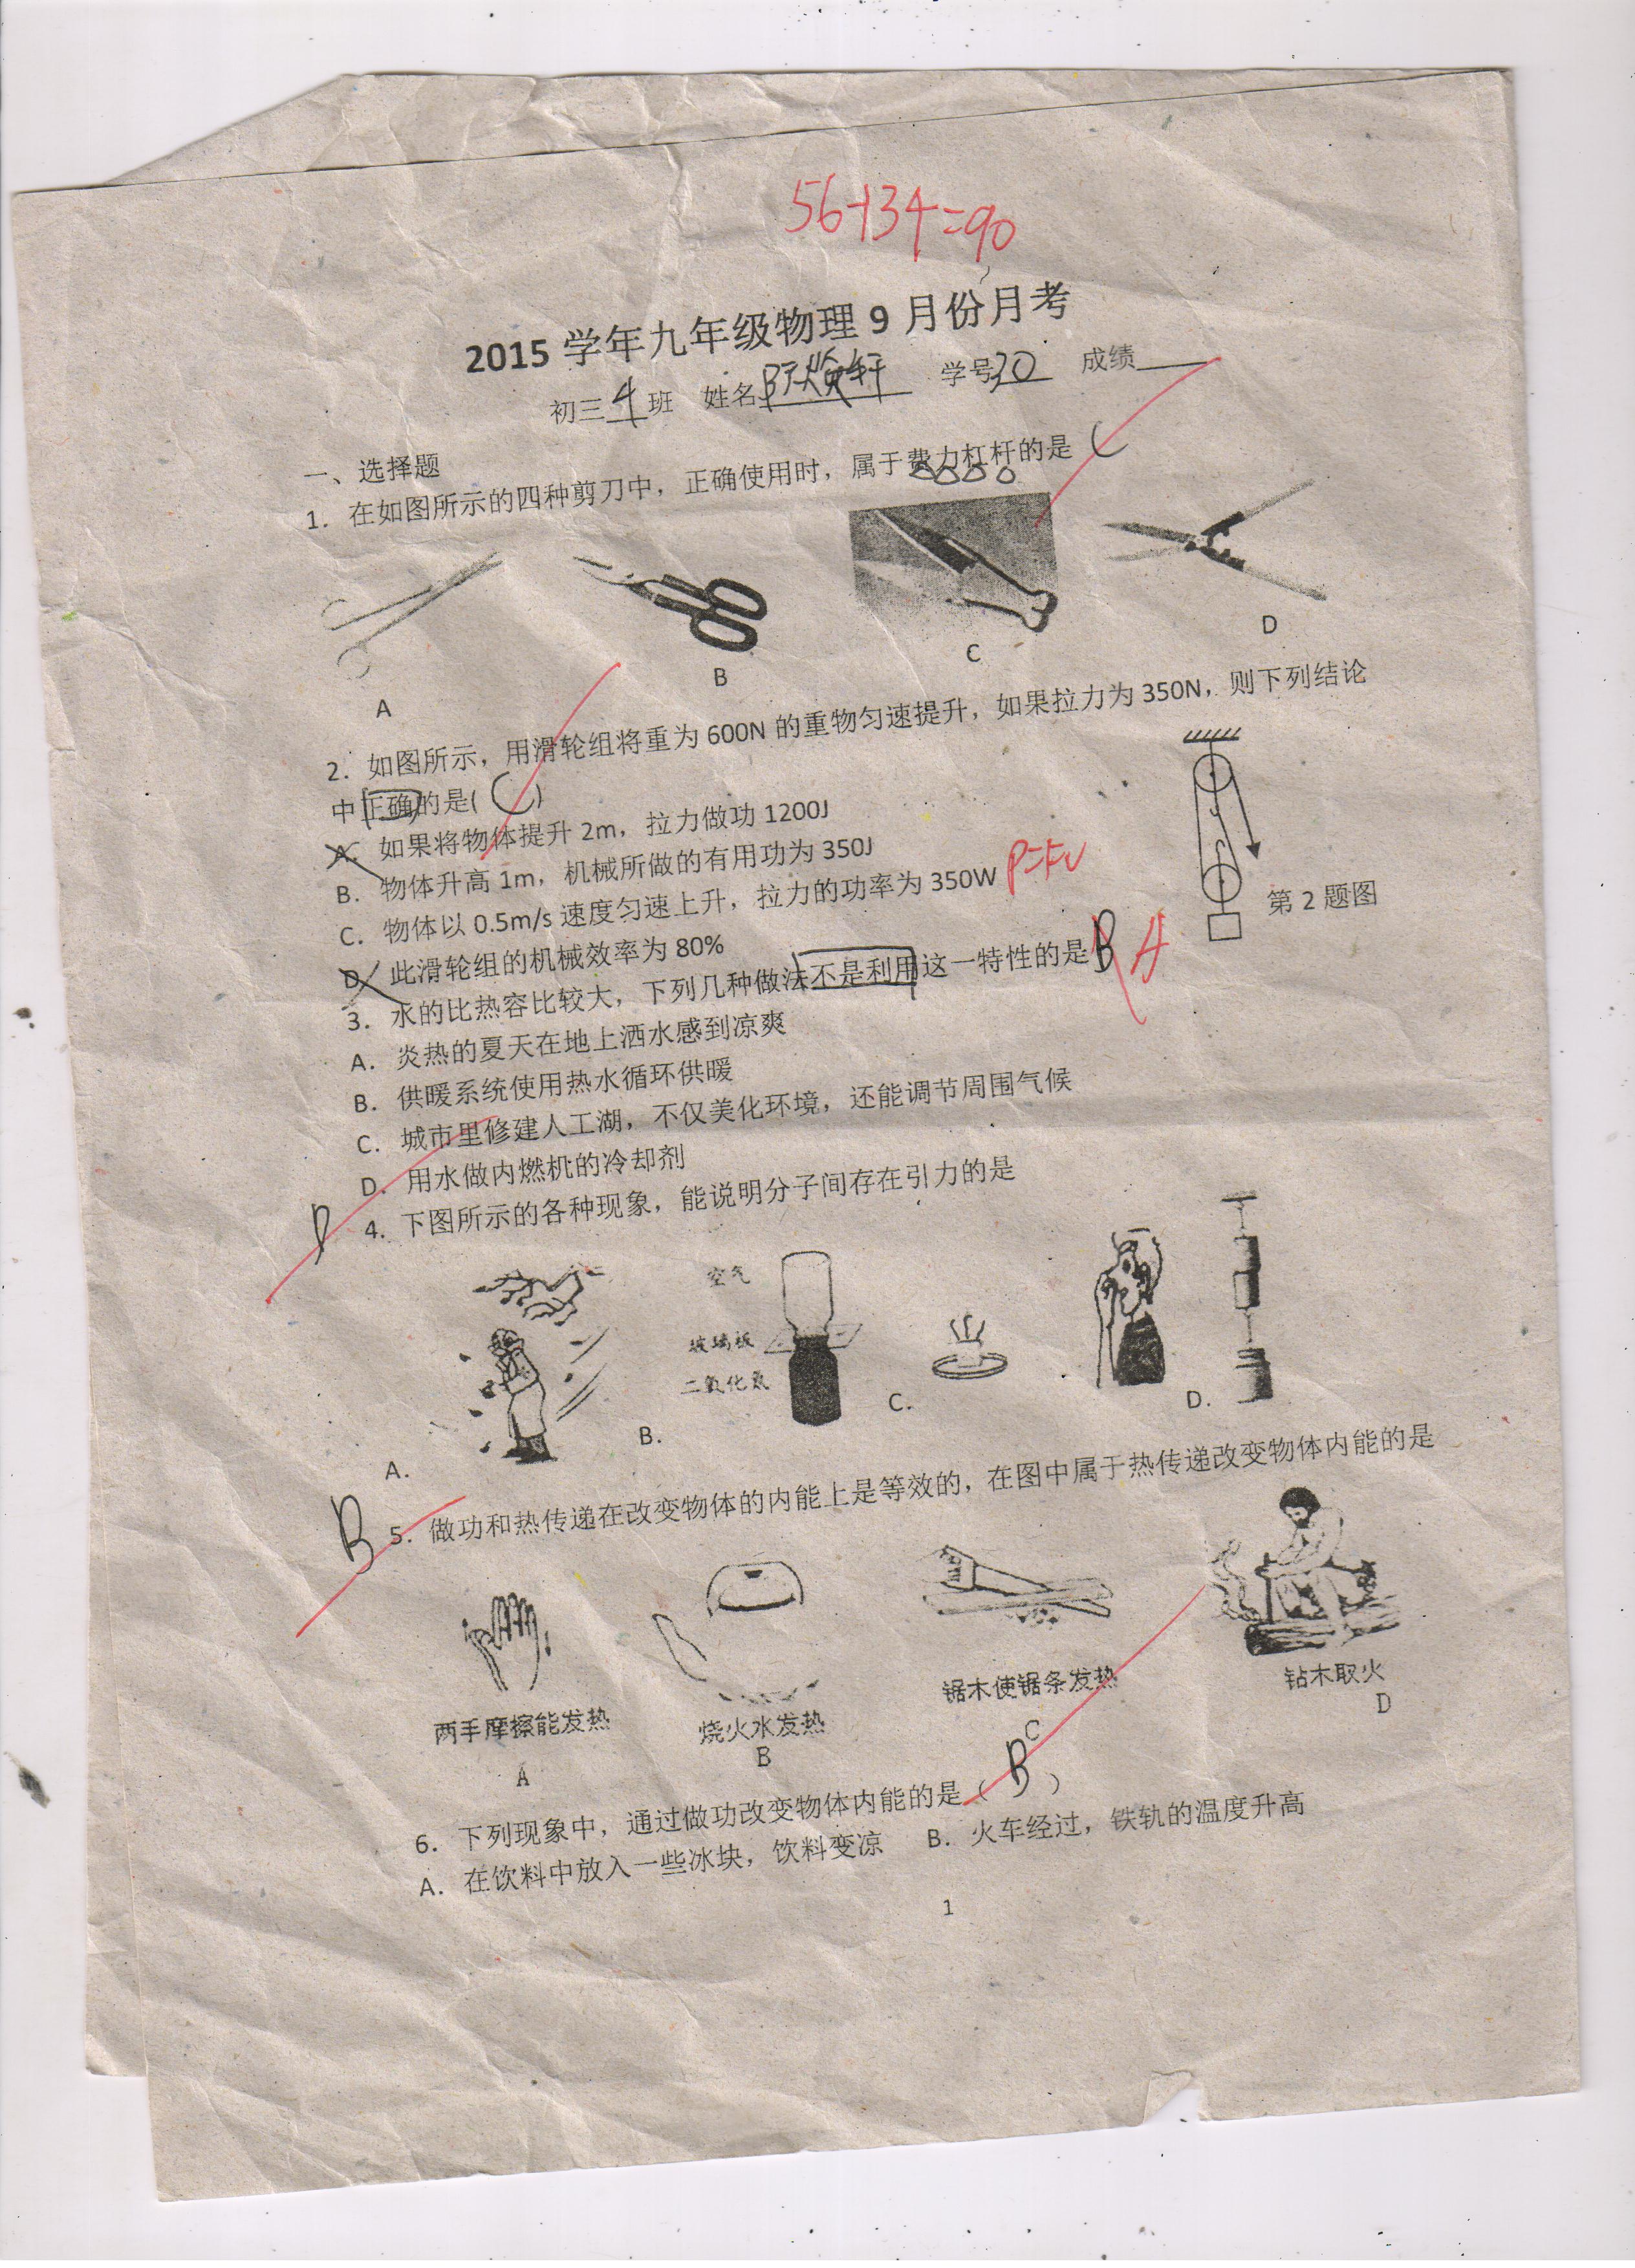 56+34=90
2015 学年九年级物理 9 月份月考
初三 4 班 姓名 轩 学号 30 成绩
一、选择题
1. 在如图所示的四种剪刀中，正确使用时，属于费力杠杆的是 C
A
B
C
D
2. 如图所示，用滑轮组将重为 600N 的重物匀速提升，如果拉力为 350N，则下列结论
中正确的是( C )
A. 如果将物体提升 2m，拉力做功 1200J
B. 物体升高 1m，机械所做的有用功为 350J
C. 物体以 0.5m/s 速度匀速上升，拉力的功率为 350W P=Fv
D. 此滑轮组的机械效率为 80%
第 2 题图
3. 水的比热容比较大，下列几种做法不是利用这一特性的是 B A
A. 炎热的夏天在地上洒水感到凉爽
B. 供暖系统使用热水循环供暖
C. 城市里修建人工湖，不仅美化环境，还能调节周围气候
D. 用水做内燃机的冷却剂
D 4. 下图所示的各种现象，能说明分子间存在引力的是
空气
玻璃板
二氧化氮
A.
B.
C.
D.
B 5. 做功和热传递在改变物体的内能上是等效的，在图中属于热传递改变物体内能的是
两手摩擦能发热
A
烧火水发热
B
锯木使锯条发热
C
钻木取火
D
6. 下列现象中，通过做功改变物体内能的是（ B ）
A. 在饮料中放入一些冰块，饮料变凉 B. 火车经过，铁轨的温度升高
1